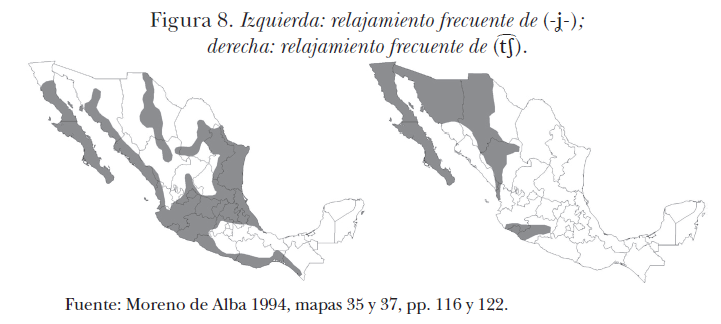 Figura 8. Izquierda: relajamiento frecuente de (-ʝ-);
derecha: relajamiento frecuente de (t͡ʃ).
Fuente: Moreno de Alba 1994, mapas 35 y 37, pp. 116 y 122.